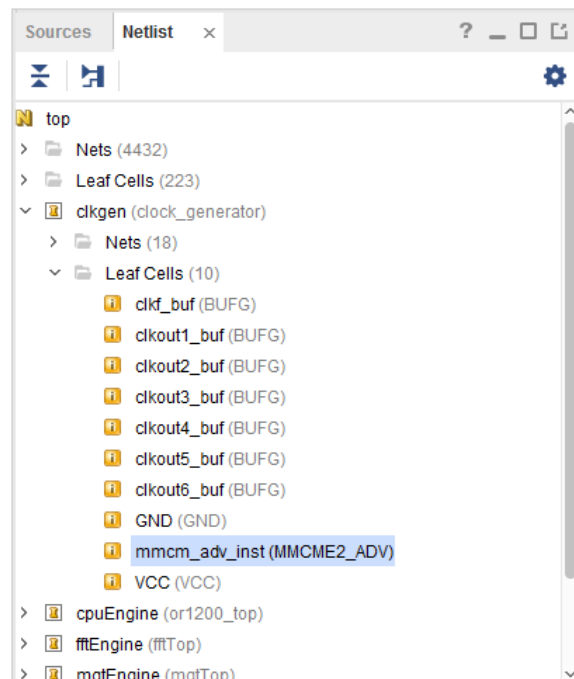 Sources Netlist × ?
N top
Nets (4432)
Leaf Cells (223)
clkgen (clock_generator)
Nets (18)
Leaf Cells (10)
clkf_buf (BUFG)
clkout1_buf (BUFG)
clkout2_buf (BUFG)
clkout3_buf (BUFG)
clkout4_buf (BUFG)
clkout5_buf (BUFG)
clkout6_buf (BUFG)
GND (GND)
mmcm_adv_inst (MMCME2_ADV)
VCC (VCC)
cpuEngine (or1200_top)
fftEngine (fftTop)
mgtEngine (mgtTop)